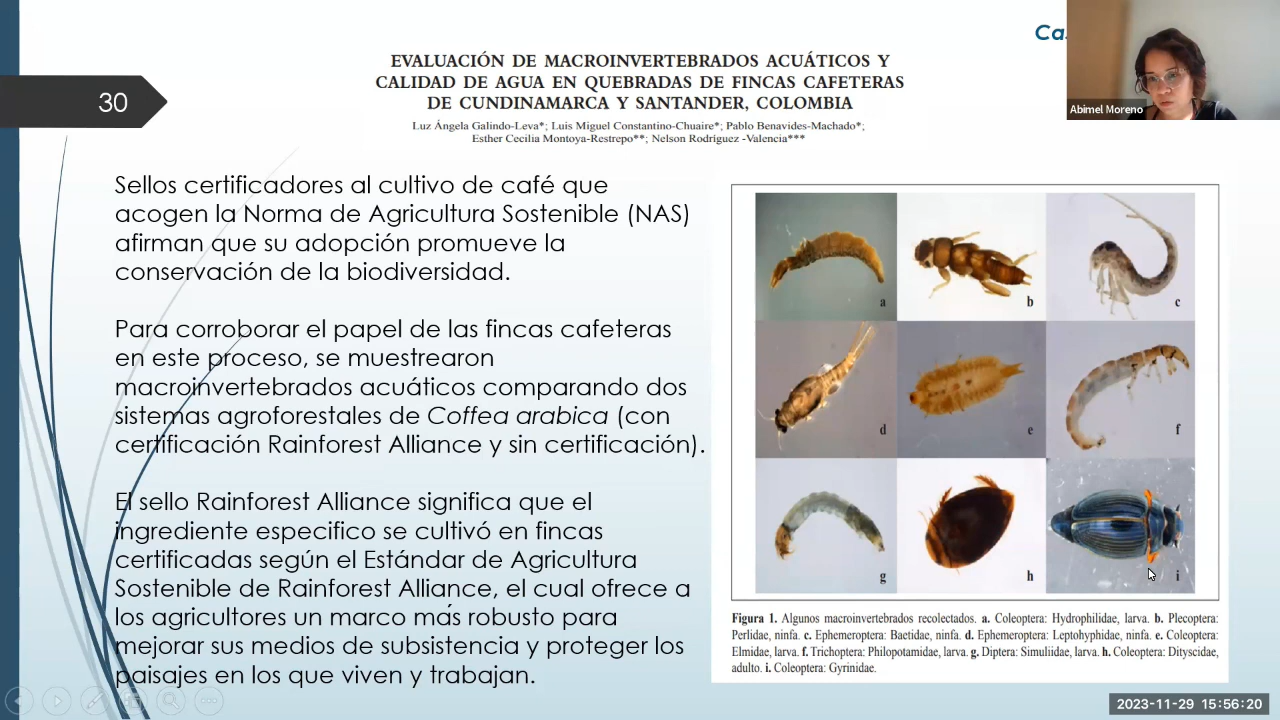 Ca
30
EVALUACIÓN DE MACROINVERTEBRADOS ACUÁTICOS Y
CALIDAD DE AGUA EN QUEBRADAS DE FINCAS CAFETERAS
DE CUNDINAMARCA Y SANTANDER, COLOMBIA
Luz Ángela Galindo-Leva*; Luis Miguel Constantino-Chuaire*; Pablo Benavides-Machado*;
Esther Cecilia Montoya-Restrepo**; Nelson Rodríguez -Valencia***
Abimel Moreno
Sellos certificadores al cultivo de café que
acogen la Norma de Agricultura Sostenible (NAS)
afirman que su adopción promueve la
conservación de la biodiversidad.
Para corroborar el papel de las fincas cafeteras
en este proceso, se muestrearon
macroinvertebrados acuáticos comparando dos
sistemas agroforestales de Coffea arabica (con
certificación Rainforest Alliance y sin certificación).
El sello Rainforest Alliance significa que el
ingrediente especifico se cultivó en fincas
certificadas según el Estándar de Agricultura
Sostenible de Rainforest Alliance, el cual ofrece a
los agricultores un marco más robusto para
mejorar sus medios de subsistencia y proteger los
paisajes en los que viven y trabajan.
a
b
c
d
e
f
g
h
i
Figura 1. Algunos macroinvertebrados recolectados. a. Coleoptera: Hydrophilidae, larva. b. Plecoptera:
Perlidae, ninfa. c. Ephemeroptera: Baetidae, ninfa. d. Ephemeroptera: Leptohyphidae, ninfa. e. Coleoptera:
Elmidae, larva. f. Trichoptera: Philopotamidae, larva. g. Diptera: Simuliidae, larva. h. Coleoptera: Dityscidae,
adulto. i. Coleoptera: Gyrinidae.
2023-11-29 15:56:20